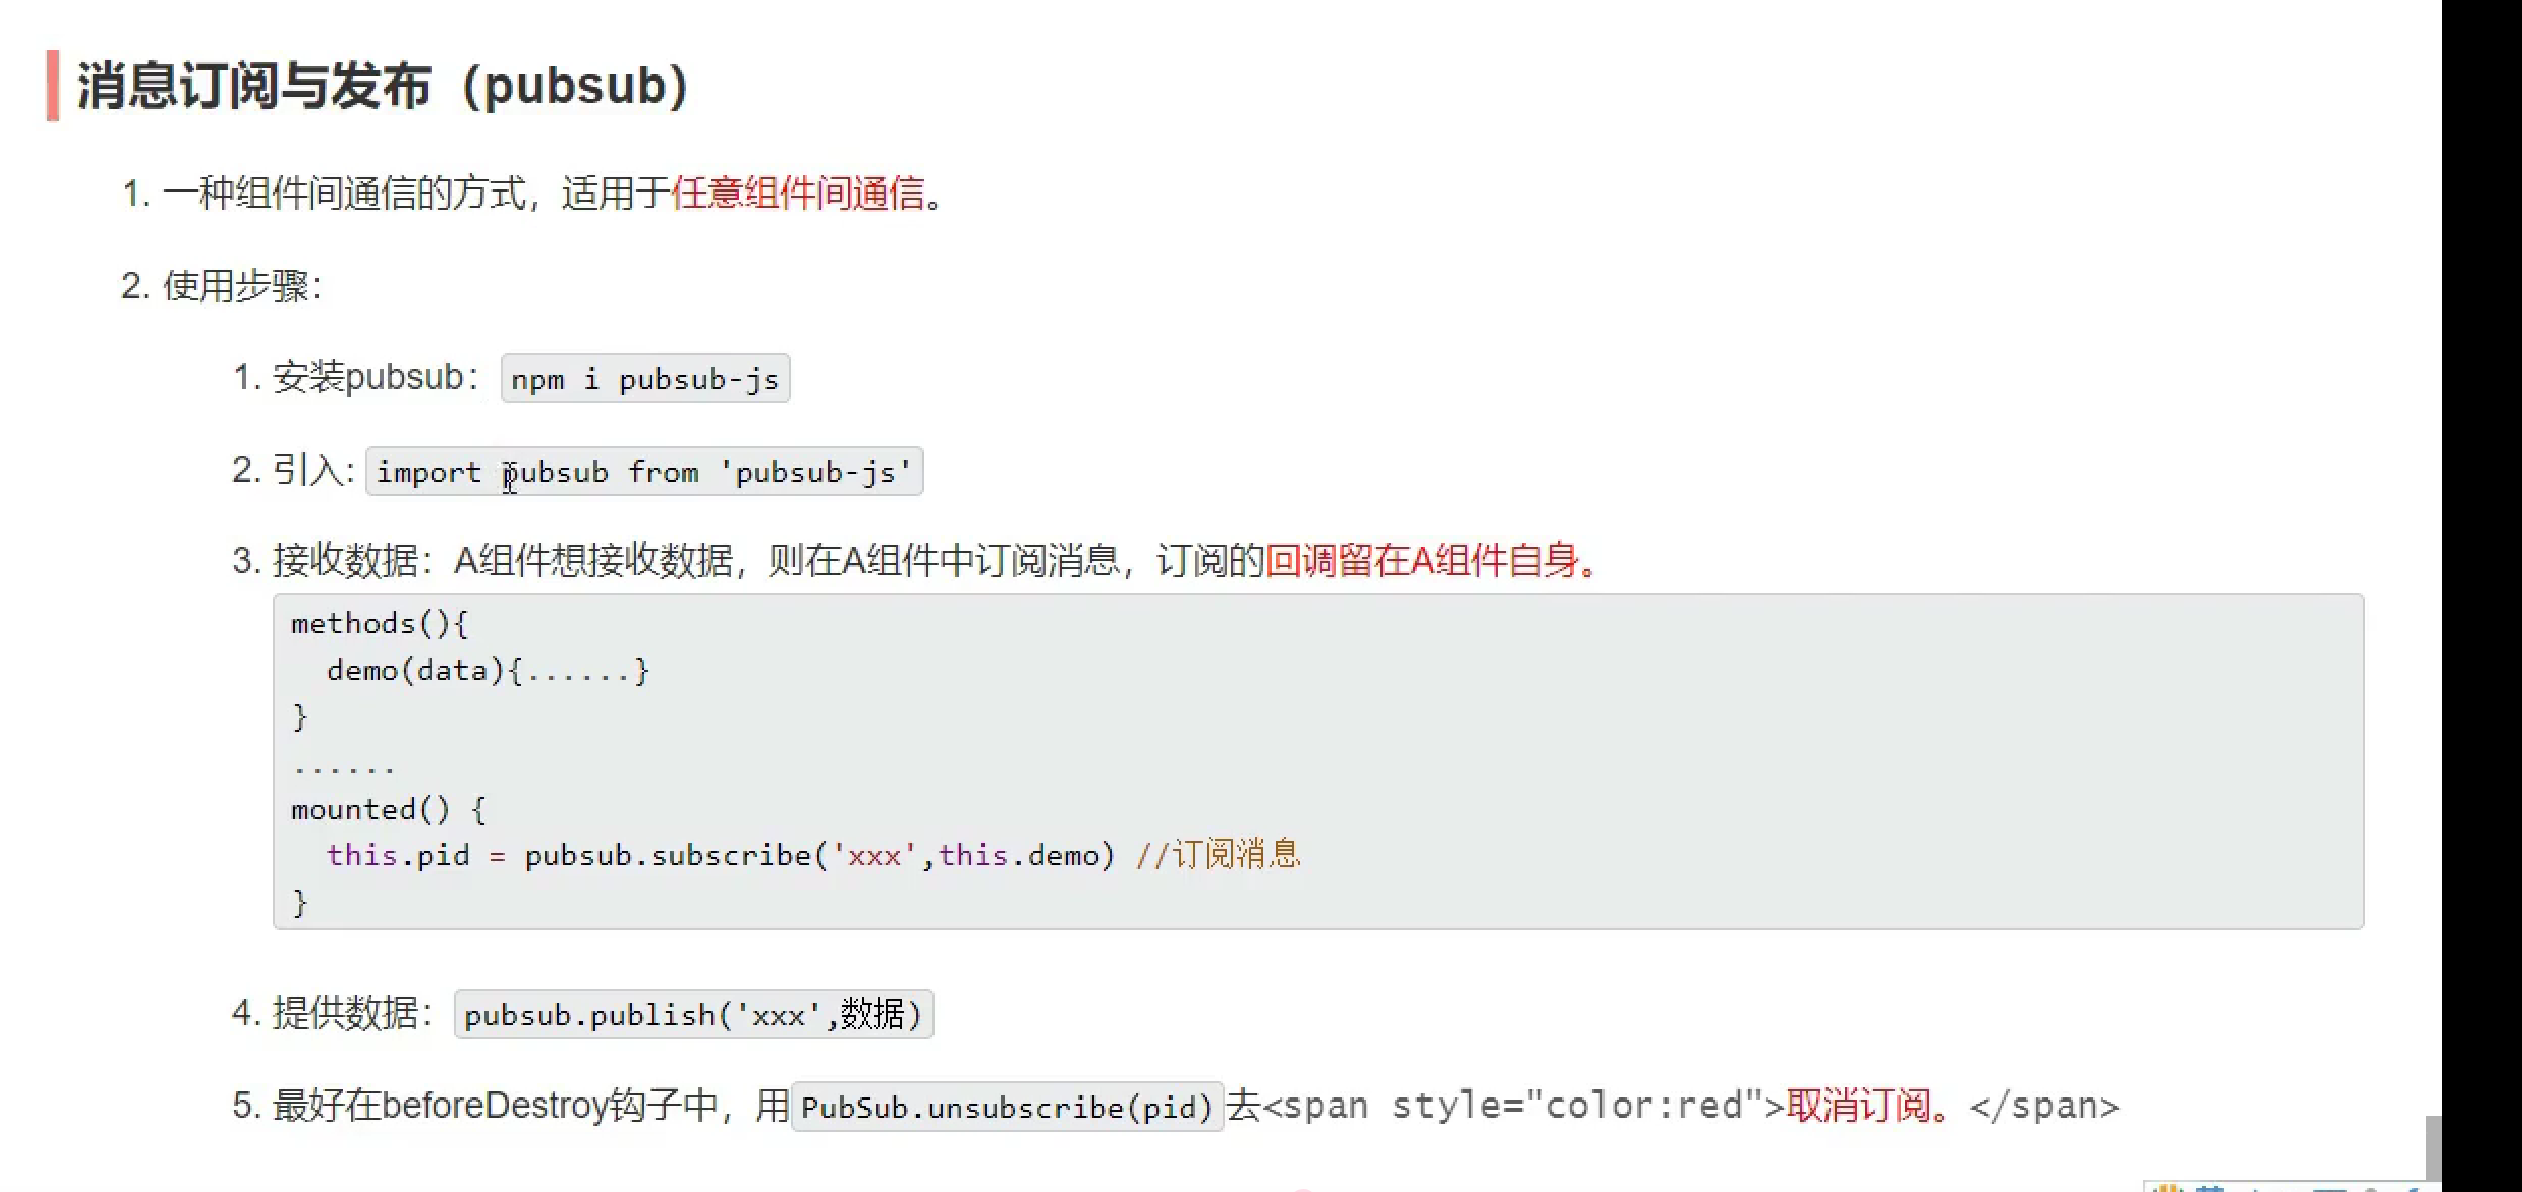 消息订阅与发布（pubsub）
1. 一种组件间通信的方式，适用于任意组件间通信。
2. 使用步骤：
1. 安装pubsub：npm i pubsub-js
2. 引入: import pubsub from 'pubsub-js'
3. 接收数据：A组件想接收数据，则在A组件中订阅消息，订阅的回调留在A组件自身。
methods(){
  demo(data){......}
}
......
mounted() {
  this.pid = pubsub.subscribe('xxx',this.demo) //订阅消息
}
4. 提供数据：pubsub.publish('xxx',数据)
5. 最好在beforeDestroy钩子中，用PubSub.unsubscribe(pid)去<span style="color:red">取消订阅。</span>